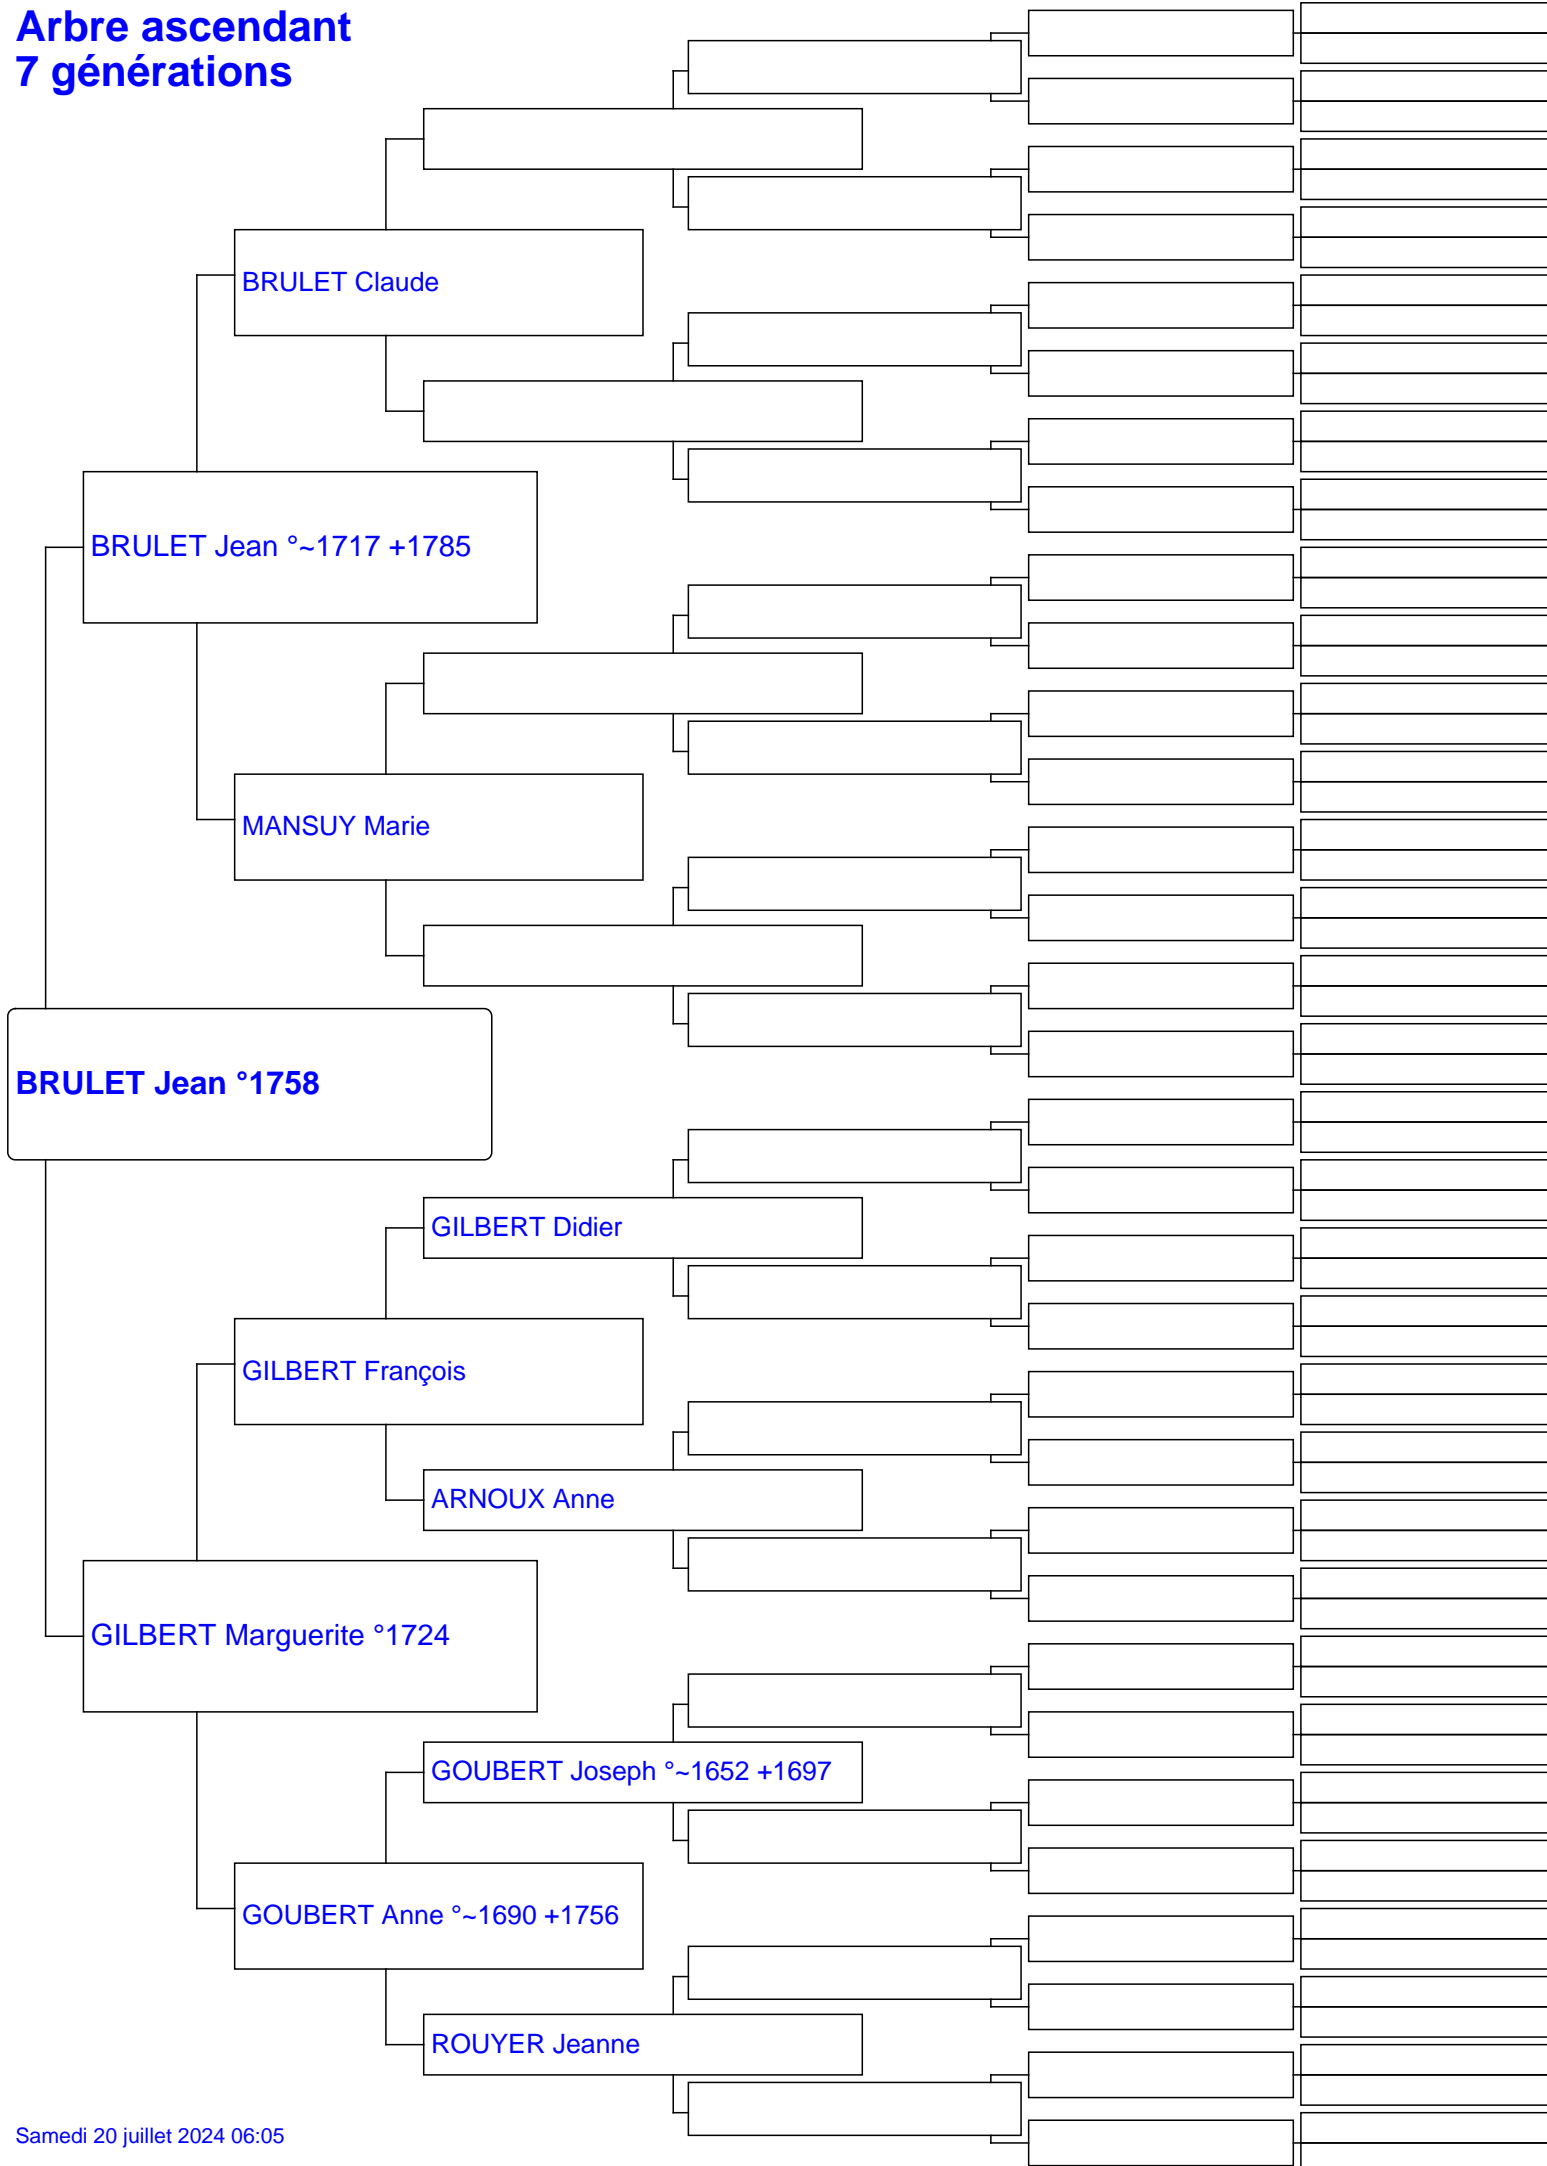 Arbre ascendant
7 générations
BRULET Claude
BRULET Jean °~1717 +1785
MANSUY Marie
BRULET Jean °1758
GILBERT Didier
GILBERT François
ARNOUX Anne
GILBERT Marguerite °1724
GOUBERT Joseph °~1652 +1697
GOUBERT Anne °~1690 +1756
ROUYER Jeanne
Samedi 20 juillet 2024 06:05